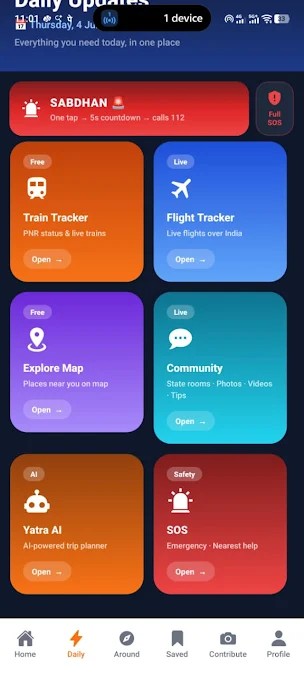 Daily Updates
11:01
1 device
Thursday, 4 Ju
Everything you need today, in one place
SABDHAN
One tap → 5s countdown → calls 112
Full
SOS
Free
Train Tracker
PNR status & live trains
Open →
Live
Flight Tracker
Live flights over India
Open →
Free
Explore Map
Places near you on map
Open →
Live
Community
State rooms · Photos · Videos
· Tips
Open →
AI
Yatra AI
AI-powered trip planner
Open →
Safety
SOS
Emergency · Nearest help
Open →
Home
Daily
Around
Saved
Contribute
Profile